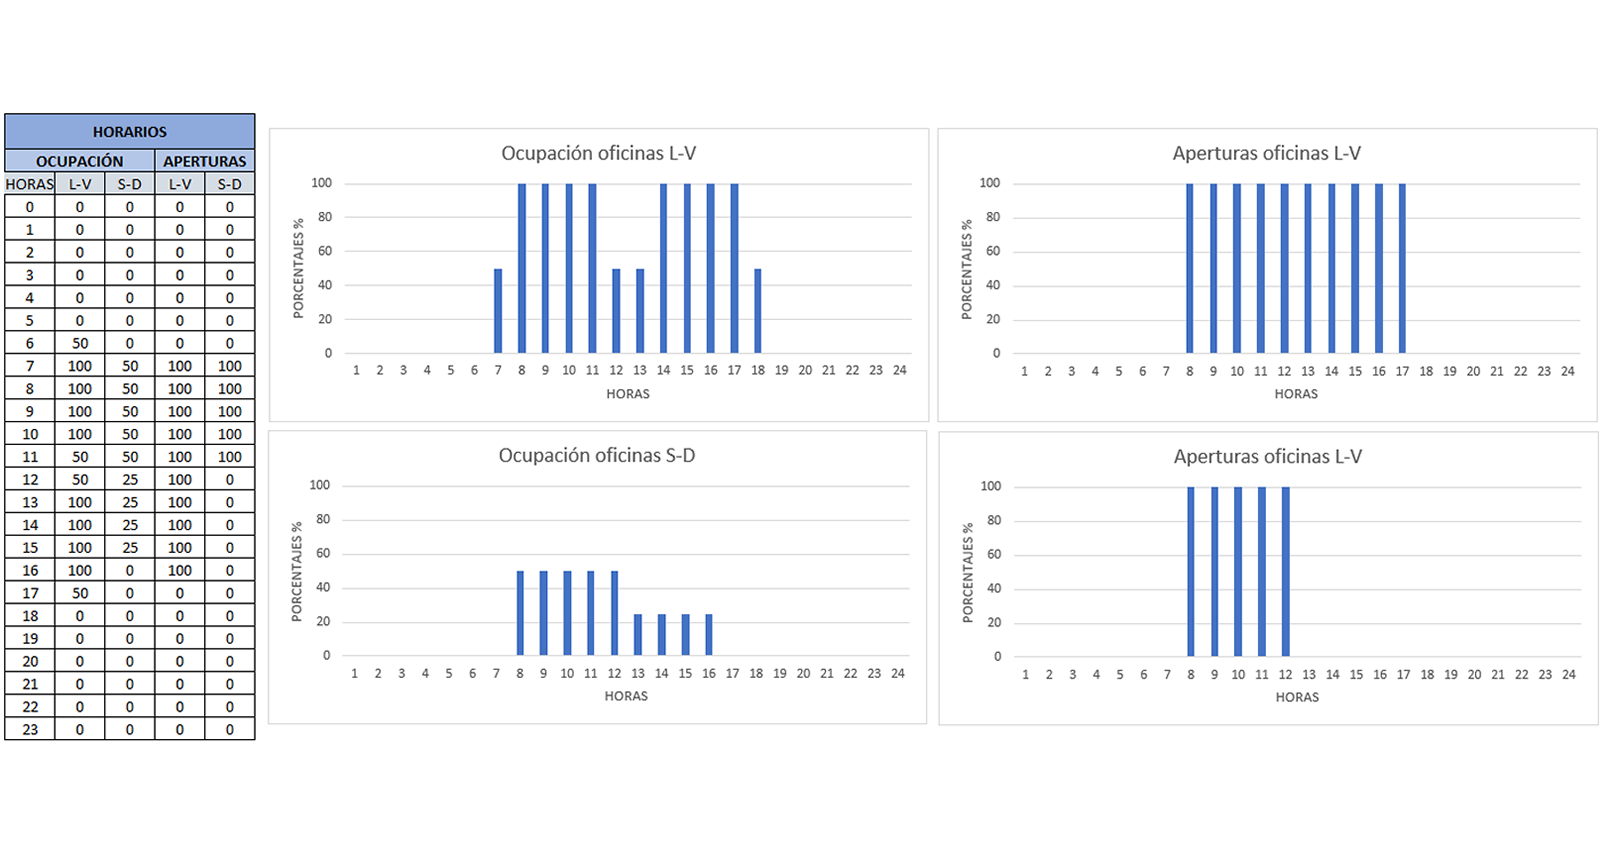 HORARIOS
OCUPACIÓN APERTURAS
HORAS L-V S-D L-V S-D
0 0 0 0 0
1 0 0 0 0
2 0 0 0 0
3 0 0 0 0
4 0 0 0 0
5 0 0 0 0
6 50 0 0 0
7 100 50 100 100
8 100 50 100 100
9 100 50 100 100
10 100 50 100 100
11 50 50 100 100
12 50 25 100 0
13 100 25 100 0
14 100 25 100 0
15 100 25 100 0
16 100 0 100 0
17 50 0 0 0
18 0 0 0 0
19 0 0 0 0
20 0 0 0 0
21 0 0 0 0
22 0 0 0 0
23 0 0 0 0
Ocupación oficinas L-V
PORCENTAJES %
100
80
60
40
20
0
1 2 3 4 5 6 7 8 9 10 11 12 13 14 15 16 17 18 19 20 21 22 23 24
HORAS
Aperturas oficinas L-V
PORCENTAJES %
100
80
60
40
20
0
1 2 3 4 5 6 7 8 9 10 11 12 13 14 15 16 17 18 19 20 21 22 23 24
HORAS
Ocupación oficinas S-D
PORCENTAJES %
100
80
60
40
20
0
1 2 3 4 5 6 7 8 9 10 11 12 13 14 15 16 17 18 19 20 21 22 23 24
HORAS
Aperturas oficinas L-V
PORCENTAJES %
100
80
60
40
20
0
1 2 3 4 5 6 7 8 9 10 11 12 13 14 15 16 17 18 19 20 21 22 23 24
HORAS